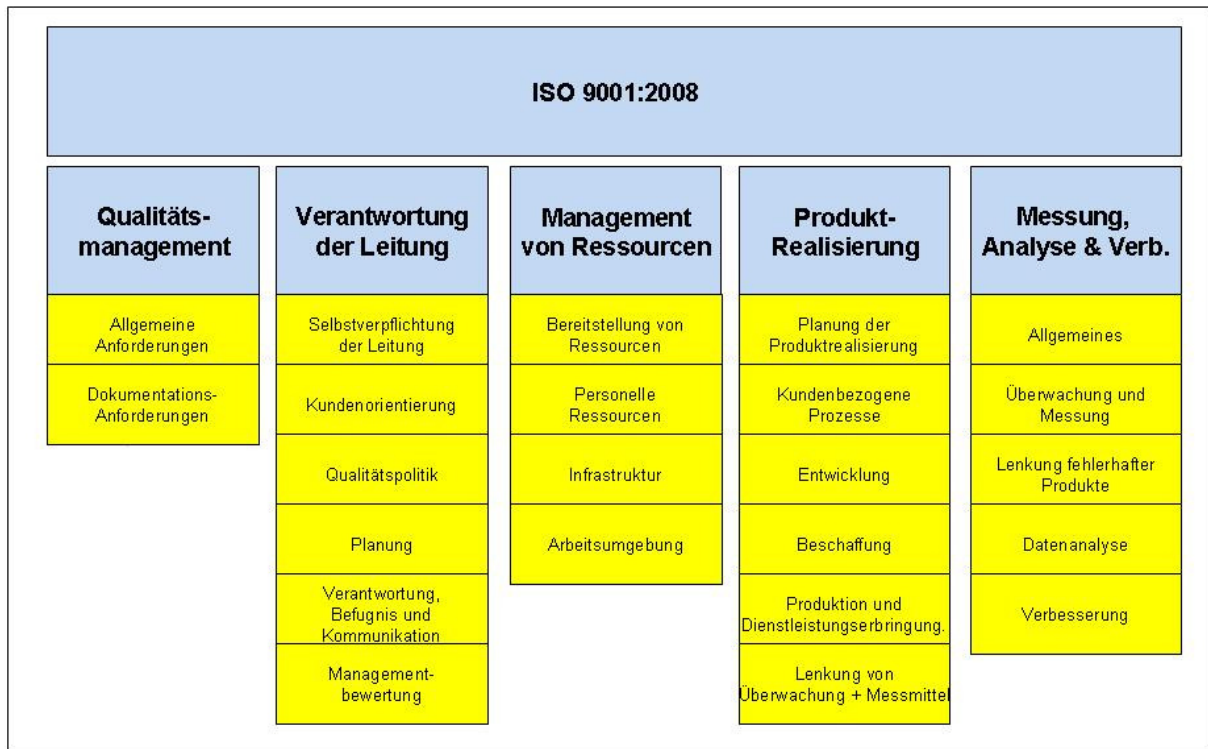 ISO 9001:2008
Qualitäts-
management
Allgemeine
Anforderungen
Dokumentations-
Anforderungen
Verantwortung
der Leitung
Selbstverpflichtung
der Leitung
Kundenorientierung
Qualitätspolitik
Planung
Verantwortung,
Befugnis und
Kommunikation
Management-
bewertung
Management
von Ressourcen
Bereitstellung von
Ressourcen
Personelle
Ressourcen
Infrastruktur
Arbeitsumgebung
Produkt-
Realisierung
Planung der
Produktrealisierung
Kundenbezogene
Prozesse
Entwicklung
Beschaffung
Produktion und
Dienstleistungserbringung.
Lenkung von
Überwachung + Messmittel
Messung,
Analyse & Verb.
Allgemeines
Überwachung und
Messung
Lenkung fehlerhafter
Produkte
Datenanalyse
Verbesserung